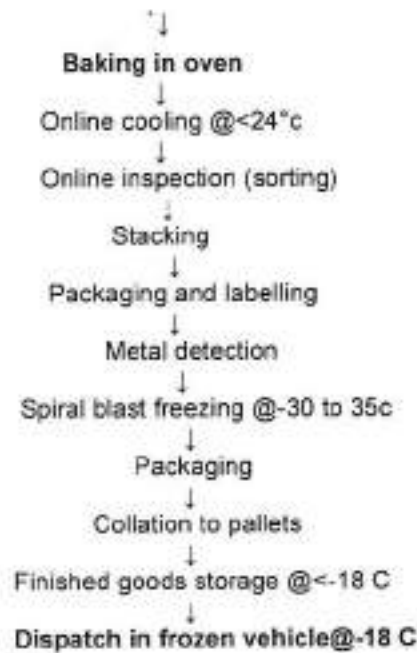 Baking in oven
Online cooling @<24°c
Online inspection (sorting)
Stacking
Packaging and labelling
Metal detection
Spiral blast freezing @-30 to 35c
Packaging
Collation to pallets
Finished goods storage @<-18 C
Dispatch in frozen vehicle@-18 C